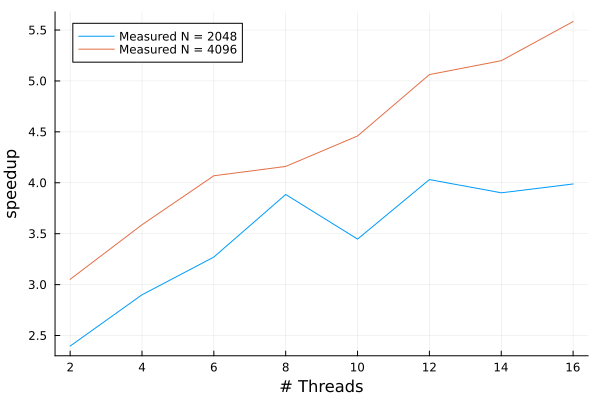 Measured N = 2048
Measured N = 4096
5.5
5.0
4.5
4.0
3.5
3.0
2.5
speedup
2 4 6 8 10 12 14 16
# Threads